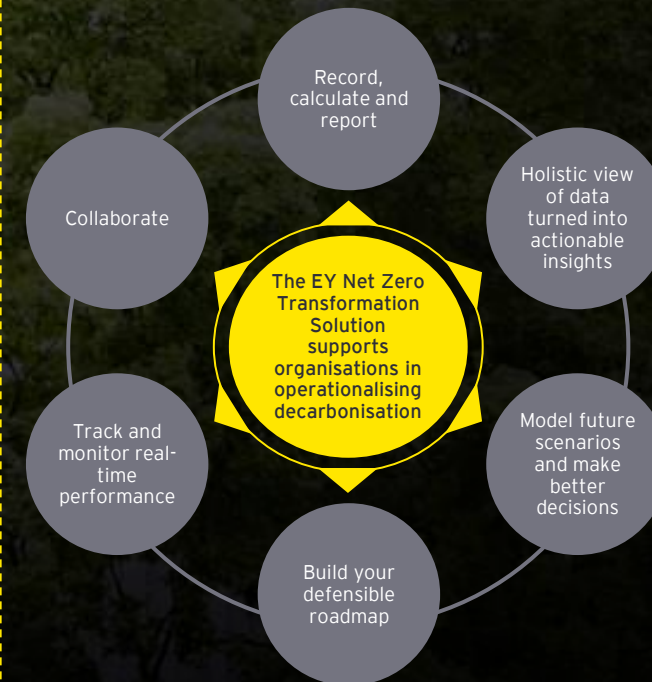 Record,
calculate and
report
Holistic view
of data
turned into
actionable
insights
Model future
scenarios
and make
better
decisions
Build your
defensible
roadmap
Track and
monitor real-
time
performance
Collaborate
The EY Net Zero
Transformation
Solution
supports
organisations in
operationalising
decarbonisation